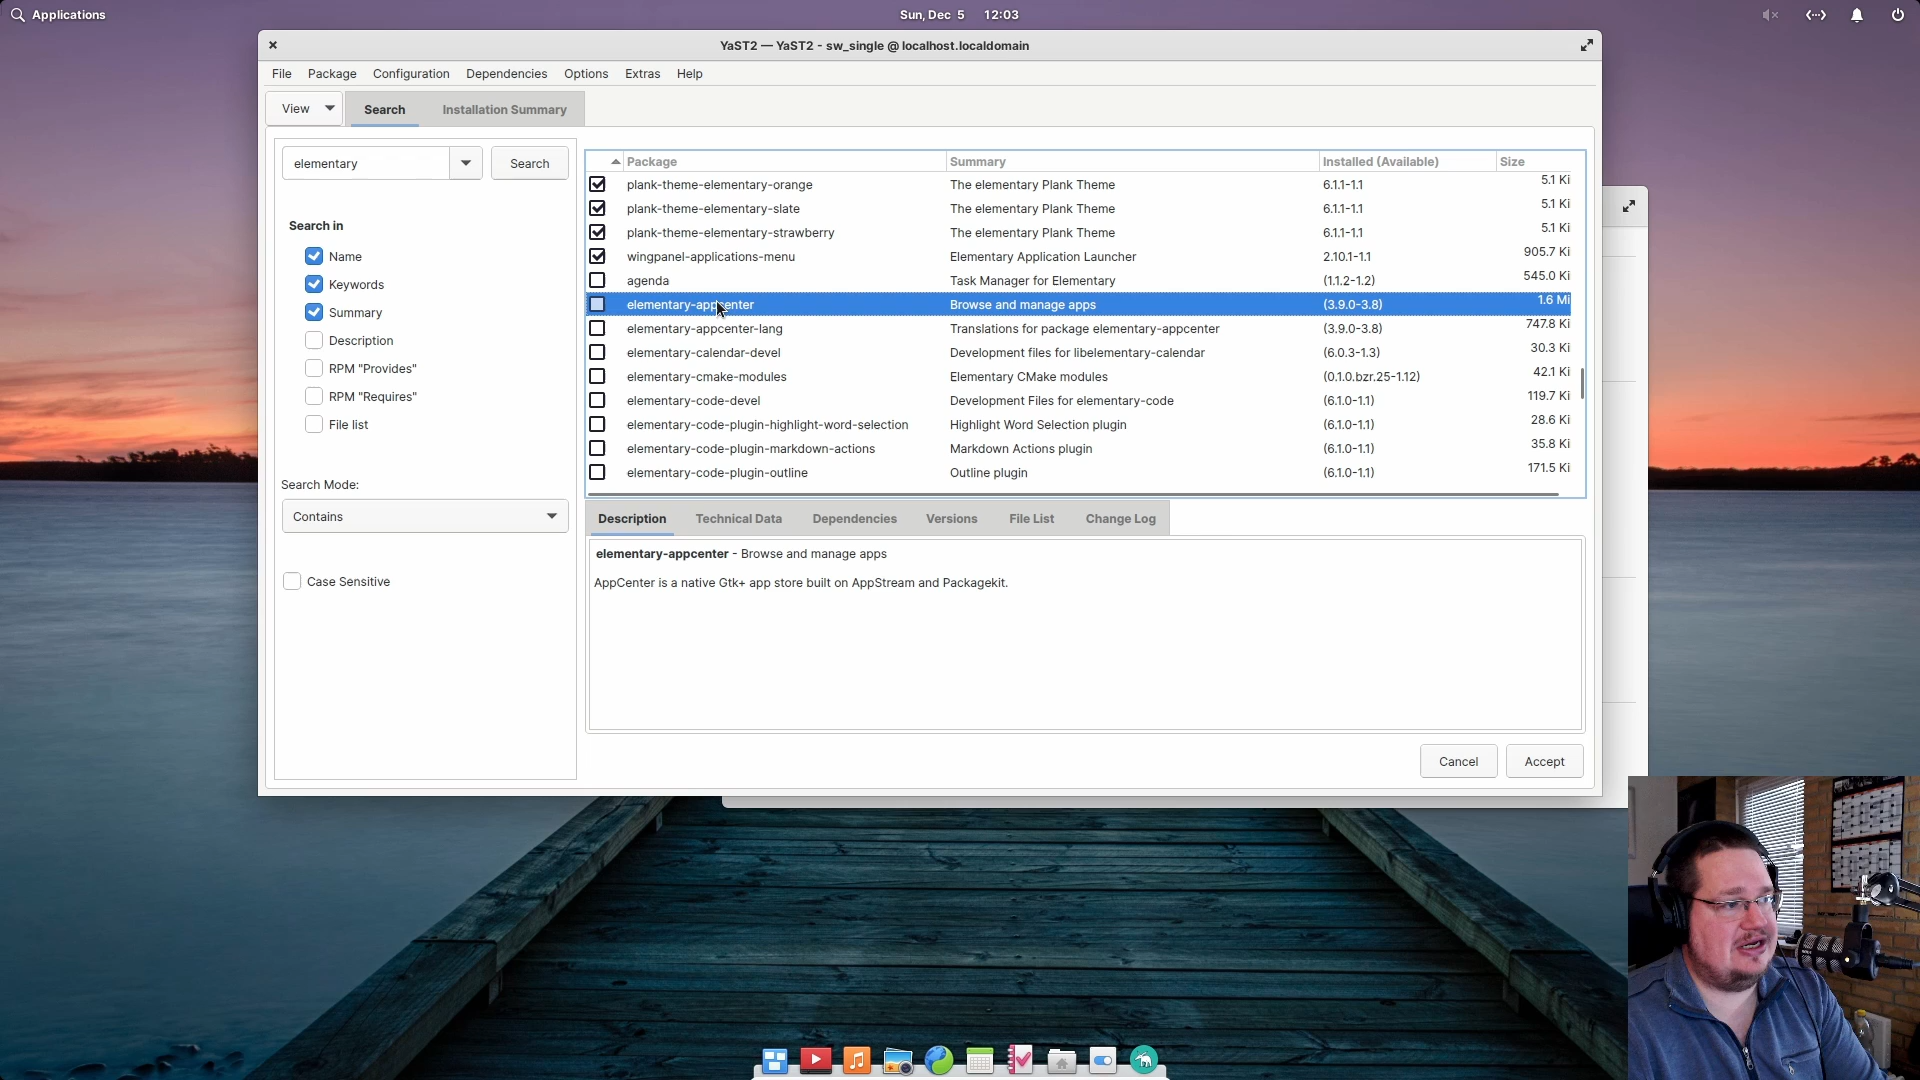 Applications
Sun, Dec 5 12:03
YaST2 — YaST2 - sw_single @ localhost.localdomain
File Package Configuration Dependencies Options Extras Help
View Search Installation Summary
elementary Search
Search in
Name
Keywords
Summary
Description
RPM "Provides"
RPM "Requires"
File list
Search Mode:
Contains
Case Sensitive
Package Summary Installed (Available) Size
plank-theme-elementary-orange The elementary Plank Theme 6.1.1-1.1 5.1 Ki
plank-theme-elementary-slate The elementary Plank Theme 6.1.1-1.1 5.1 Ki
plank-theme-elementary-strawberry The elementary Plank Theme 6.1.1-1.1 5.1 Ki
wingpanel-applications-menu Elementary Application Launcher 2.10.1-1.1 905.7 Ki
agenda Task Manager for Elementary (1.1.2-1.2) 545.0 Ki
elementary-appcenter Browse and manage apps (3.9.0-3.8) 1.6 Mi
elementary-appcenter-lang Translations for package elementary-appcenter (3.9.0-3.8) 747.8 Ki
elementary-calendar-devel Development files for libelementary-calendar (6.0.3-1.3) 30.3 Ki
elementary-cmake-modules Elementary CMake modules (0.1.0.bzr.25-1.12) 42.1 Ki
elementary-code-devel Development Files for elementary-code (6.1.0-1.1) 119.7 Ki
elementary-code-plugin-highlight-word-selection Highlight Word Selection plugin (6.1.0-1.1) 28.6 Ki
elementary-code-plugin-markdown-actions Markdown Actions plugin (6.1.0-1.1) 35.8 Ki
elementary-code-plugin-outline Outline plugin (6.1.0-1.1) 171.5 Ki
Description Technical Data Dependencies Versions File List Change Log
elementary-appcenter - Browse and manage apps
AppCenter is a native Gtk+ app store built on AppStream and Packagekit.
Cancel Accept